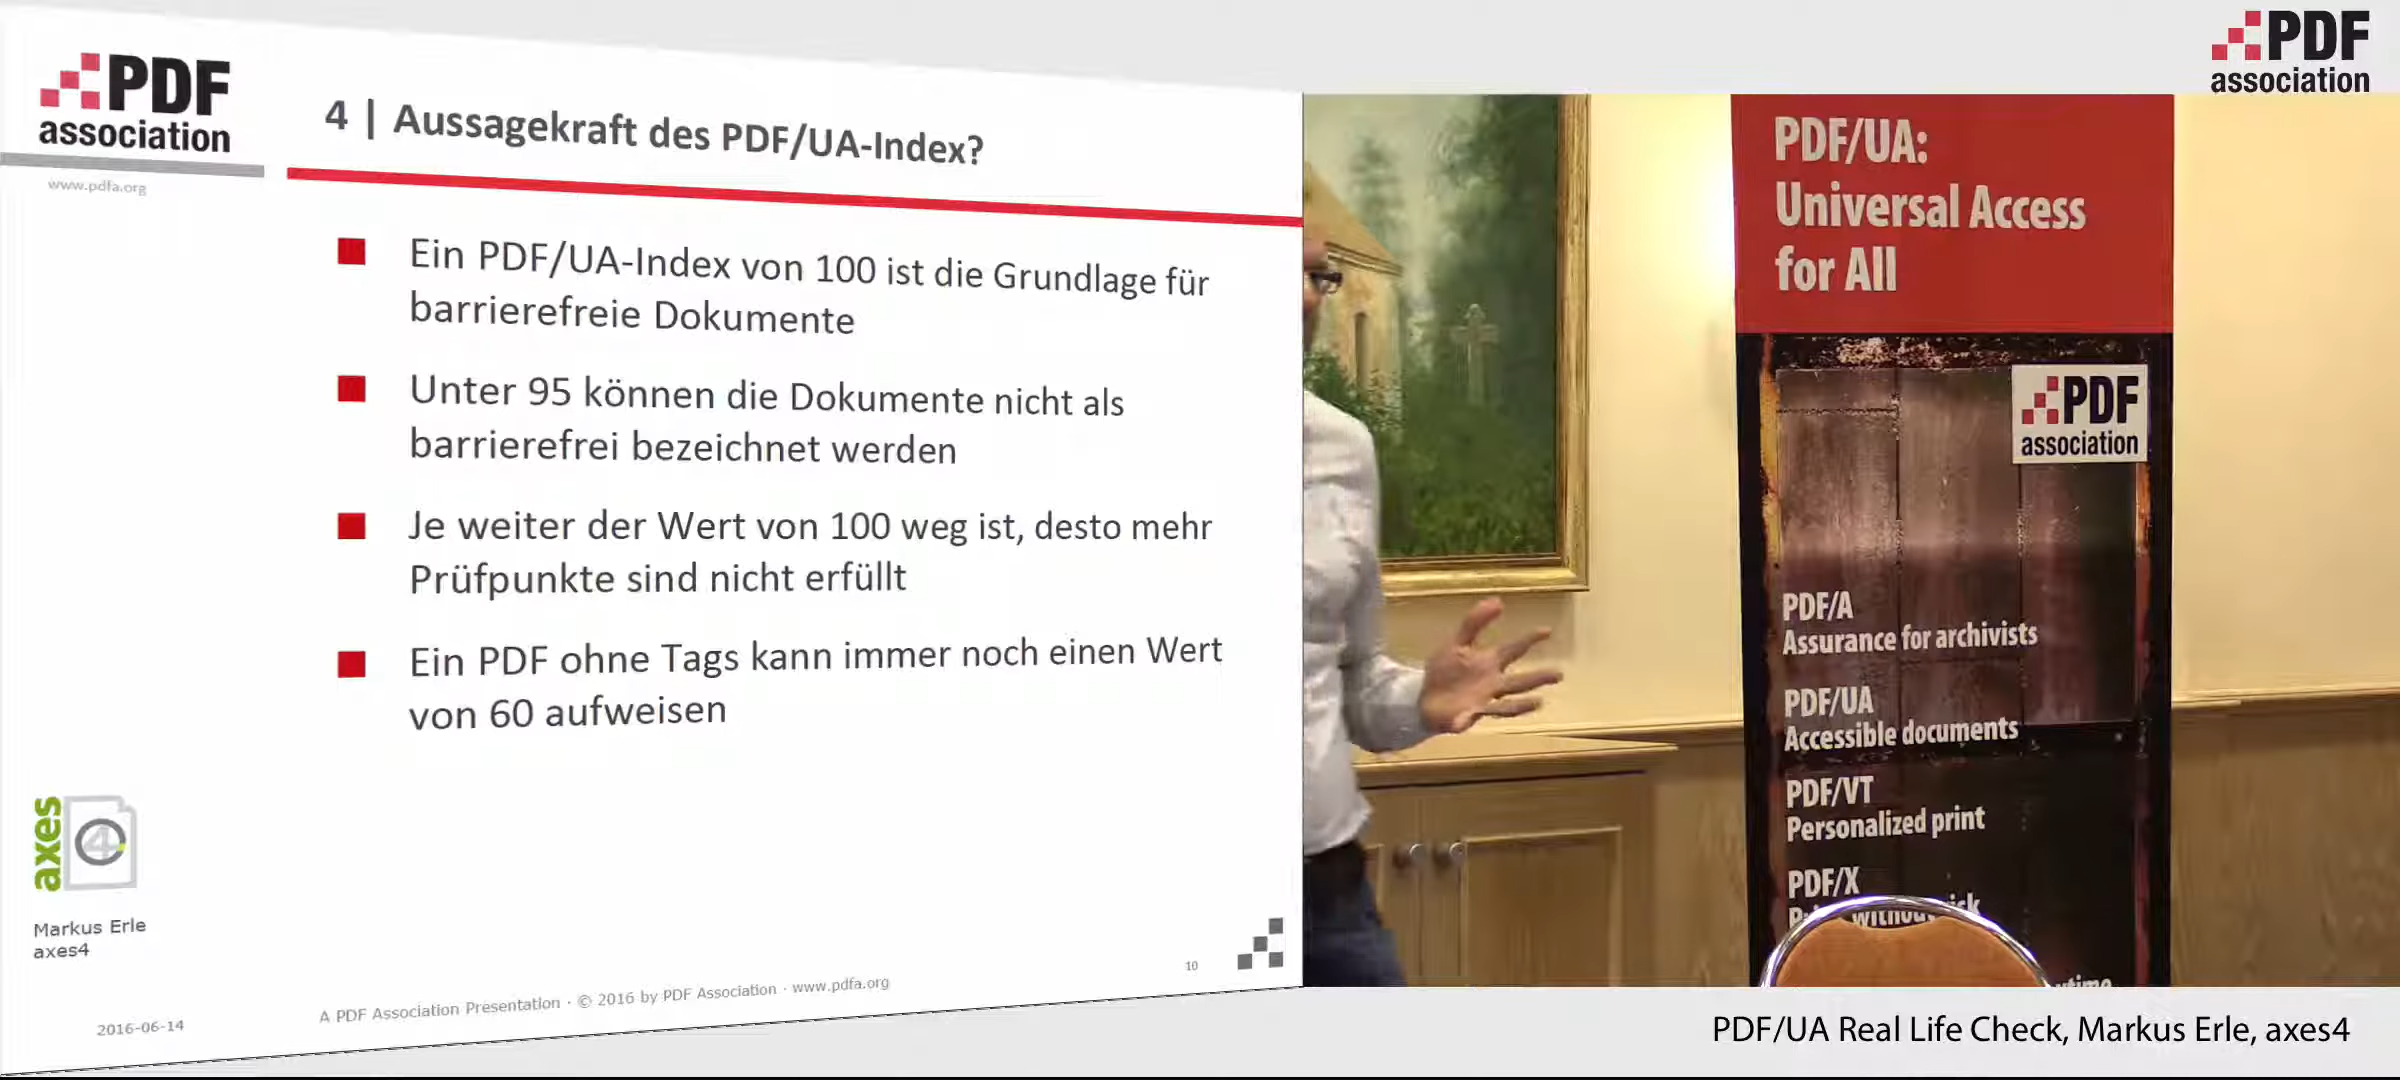 PDF
association
www.pdfa.org
4 | Aussagekraft des PDF/UA-Index?
Ein PDF/UA-Index von 100 ist die Grundlage für
barrierefreie Dokumente
Unter 95 können die Dokumente nicht als
barrierefrei bezeichnet werden
Je weiter der Wert von 100 weg ist, desto mehr
Prüfpunkte sind nicht erfüllt
Ein PDF ohne Tags kann immer noch einen Wert
von 60 aufweisen
axes
4
Markus Erle
axes4
10
A PDF Association Presentation · © 2016 by PDF Association · www.pdfa.org
2016-06-14
PDF
association
PDF/UA:
Universal Access
for All
PDF
association
PDF/A
Assurance for archivists
PDF/UA
Accessible documents
PDF/VT
Personalized print
PDF/X
PDF/UA Real Life Check, Markus Erle, axes4